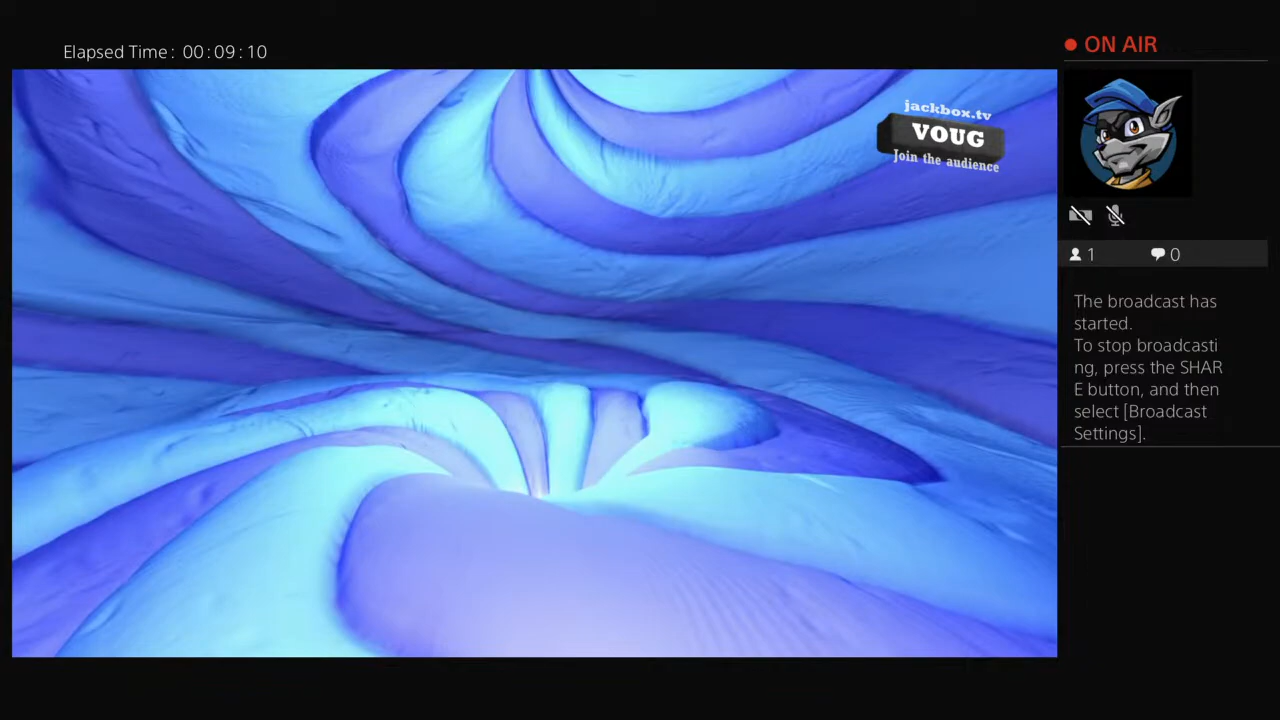 Elapsed Time: 00:09:10
ON AIR
jackbox.tv
VOUG
Join the audience
1 0
The broadcast has
started.
To stop broadcasti
ng, press the SHAR
E button, and then
select [Broadcast
Settings].